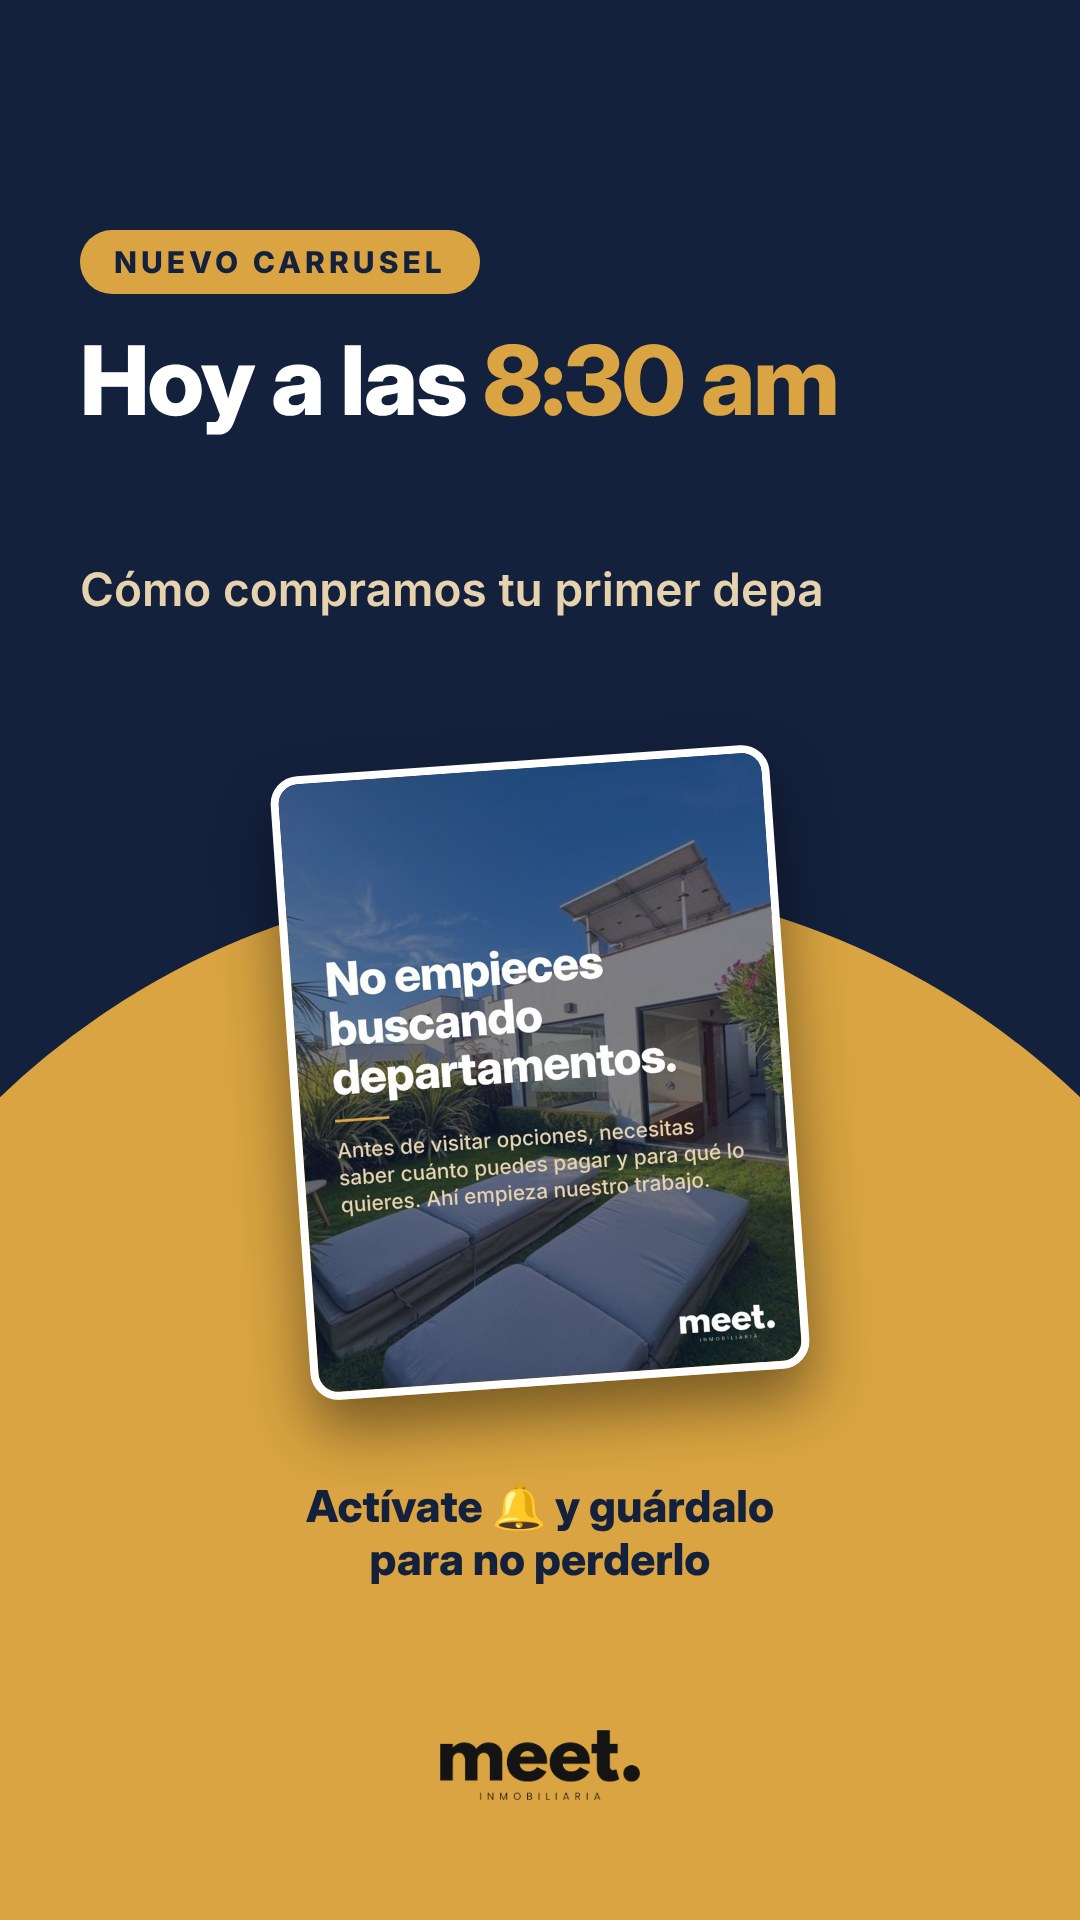 NUEVO CARRUSEL
Hoy a las 8:30 am
Cómo compramos tu primer depa
No empieces
buscando
departamentos.
Antes de visitar opciones, necesitas
saber cuánto puedes pagar y para qué lo
quieres. Ahí empieza nuestro trabajo.
meet.
INMOBILIARIA
Actívate 🔔 y guárdalo
para no perderlo
meet.
INMOBILIARIA